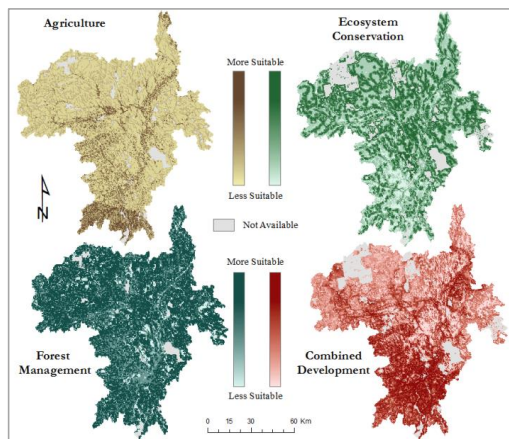 Agriculture
Ecosystem
Conservation
More Suitable
Less Suitable
N
Not Available
More Suitable
Forest
Management
Combined
Development
Less Suitable
0 15 30 60 Km